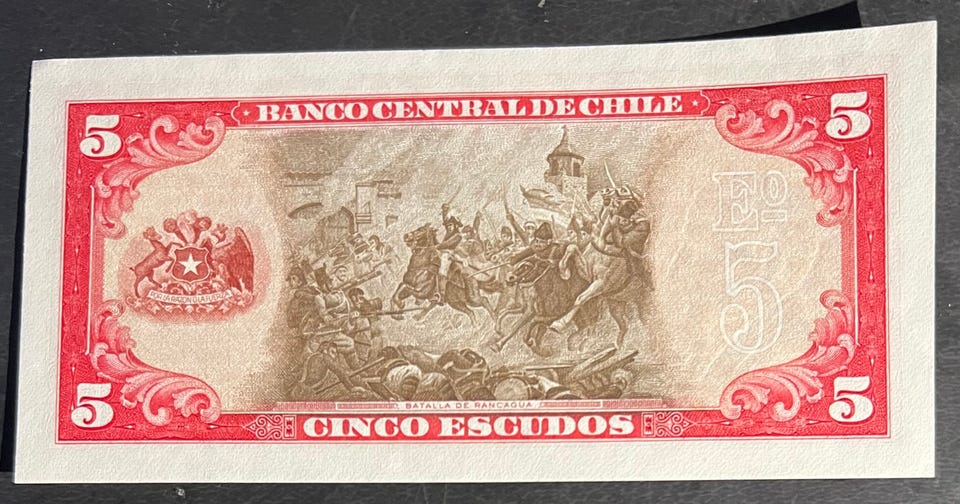 BANCO CENTRAL DE CHILE
5
5
Eº
5
POR LA RAZON O LA FUERZA
BATALLA DE RANCAGUA
5
5
CINCO ESCUDOS